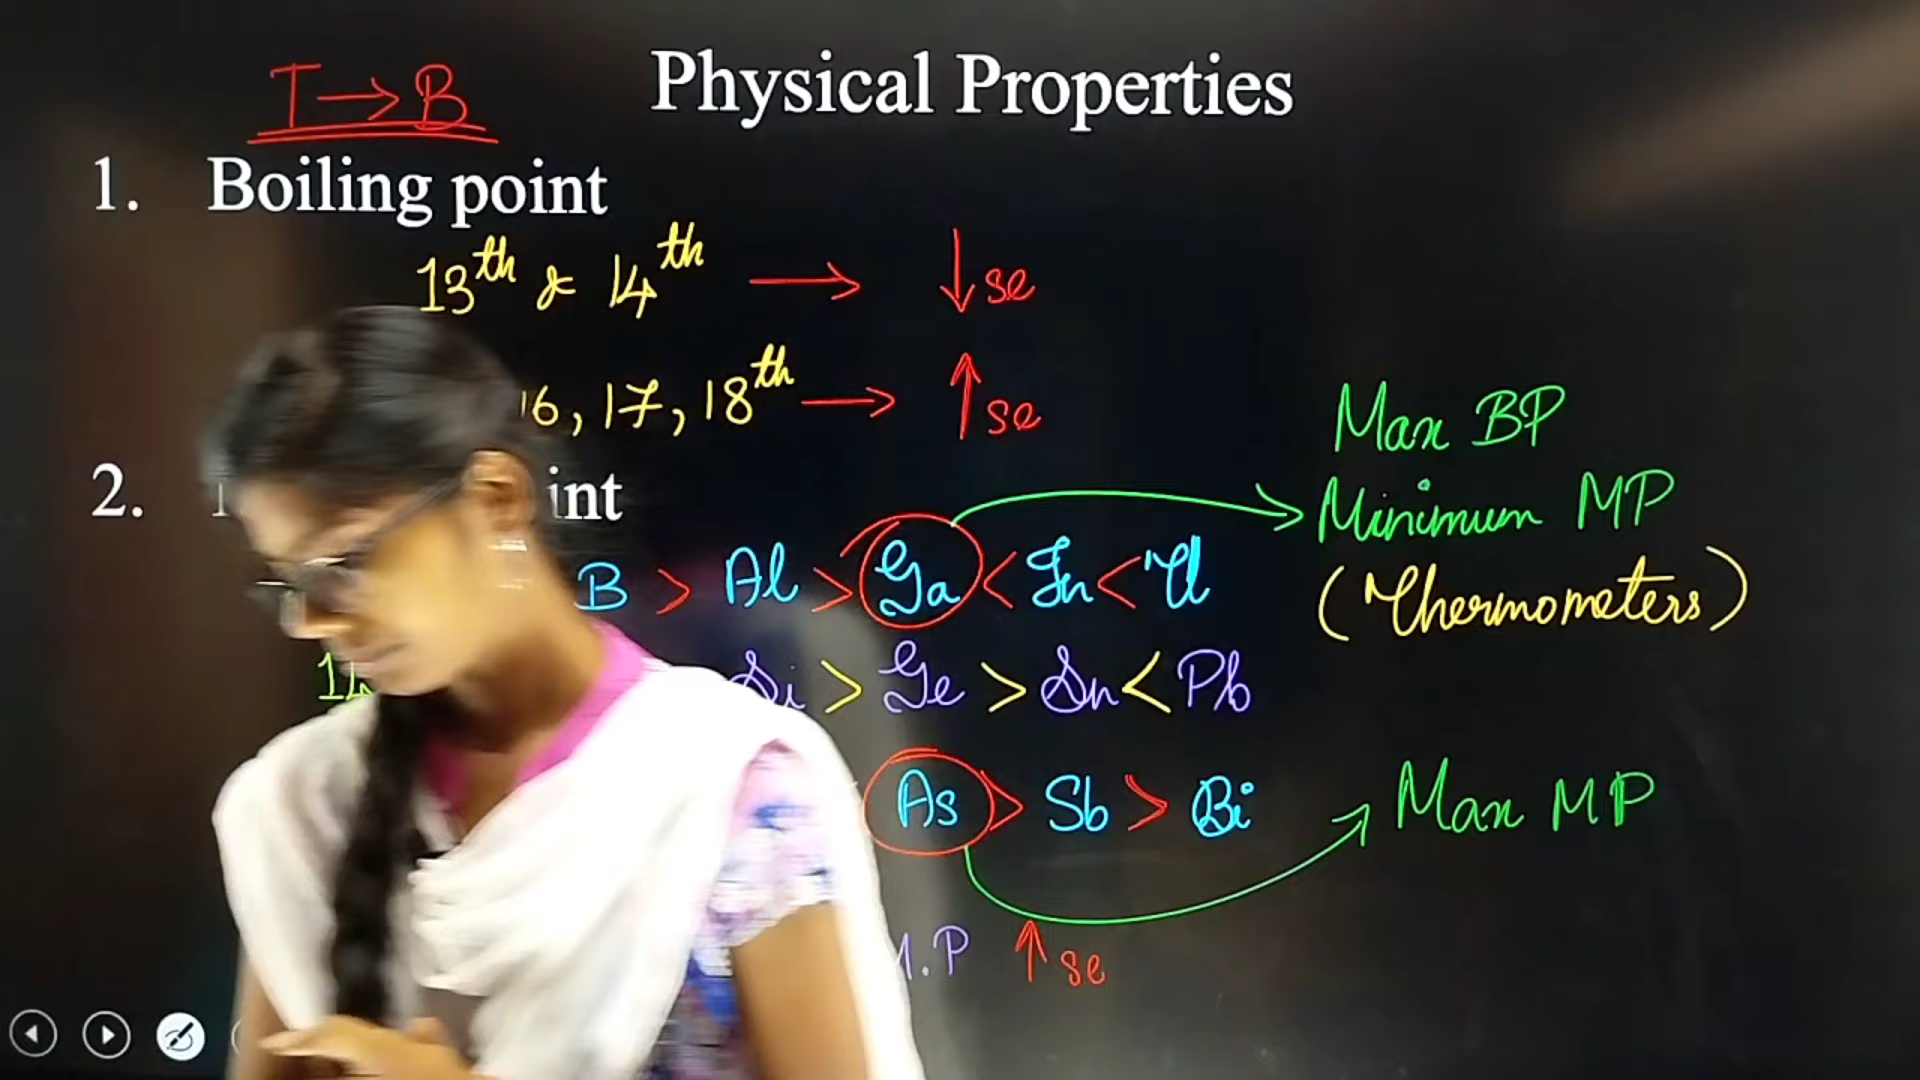 T → B
Physical Properties
1. Boiling point
13th & 14th → ↓se
16, 17, 18th → ↑se
2. int
B > Al > Ga < In < Tl
Max BP
Minimum MP
(Thermometers)
Si > Ge > Sn < Pb
As > Sb > Bi
Max MP
M.P ↑se